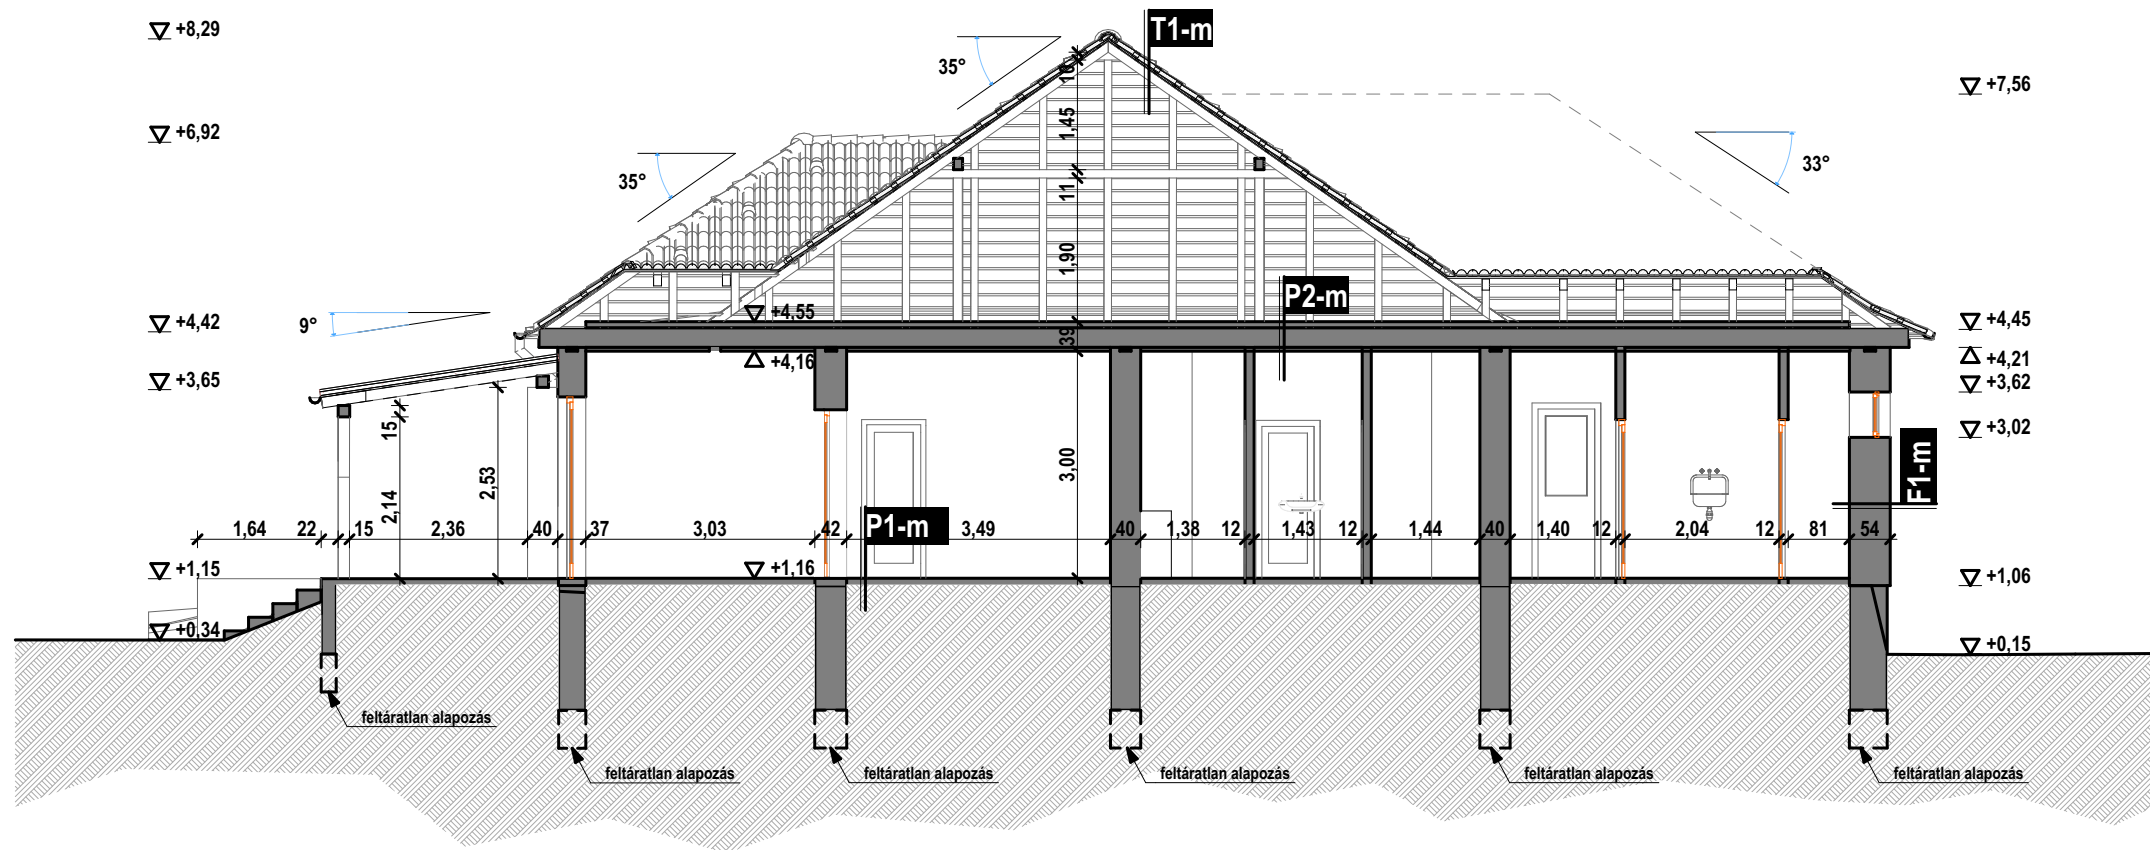 +8,29
T1-m
35°
16
+7,56
+6,92
1,45
35°
33°
11
1,90
P2-m
9°
+4,42
+4,55
+4,45
39
+4,16
+4,21
+3,65
+3,62
15
+3,02
2,14
2,53
3,00
F1-m
P1-m
1,64 22 15 2,36 40 37 3,03 42 3,49 40 1,38 12 1,43 12 1,44 40 1,40 12 2,04 12 81 54
+1,15
+1,16
+1,06
+0,34
+0,15
feltáratlan alapozás
feltáratlan alapozás
feltáratlan alapozás
feltáratlan alapozás
feltáratlan alapozás
feltáratlan alapozás